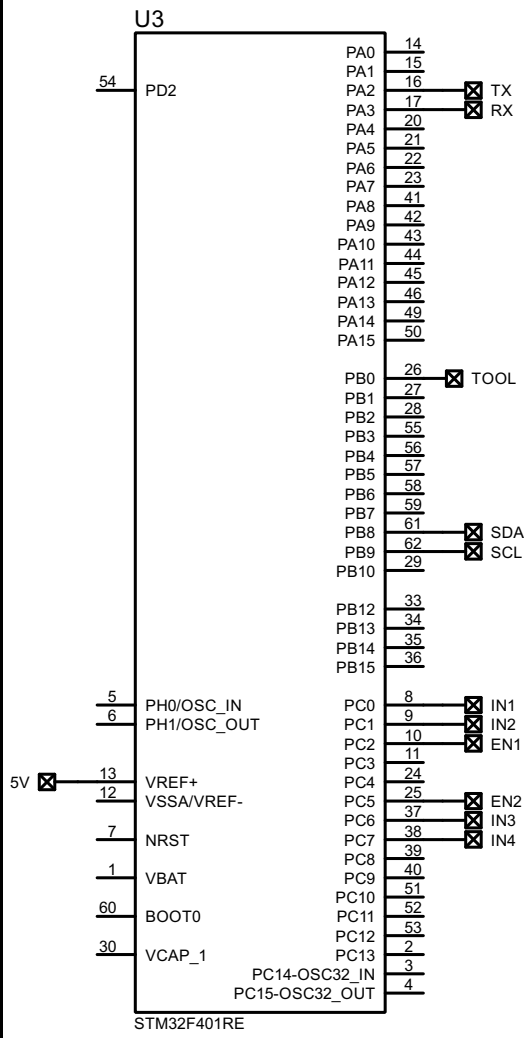 U3
54 PD2
PA0 14
PA1 15
PA2 16 TX
PA3 17 RX
PA4 20
PA5 21
PA6 22
PA7 23
PA8 41
PA9 42
PA10 43
PA11 44
PA12 45
PA13 46
PA14 49
PA15 50
PB0 26 TOOL
PB1 27
PB2 28
PB3 55
PB4 56
PB5 57
PB6 58
PB7 59
PB8 61 SDA
PB9 62 SCL
PB10 29
PB12 33
PB13 34
PB14 35
PB15 36
5 PH0/OSC_IN PC0 8 IN1
6 PH1/OSC_OUT PC1 9 IN2
PC2 10 EN1
PC3 11
5V 13 VREF+ PC4 24
12 VSSA/VREF- PC5 25 EN2
PC6 37 IN3
7 NRST PC7 38 IN4
PC8 39
1 VBAT PC9 40
PC10 51
60 BOOT0 PC11 52
PC12 53
30 VCAP_1 PC13 2
PC14-OSC32_IN 3
PC15-OSC32_OUT 4
STM32F401RE